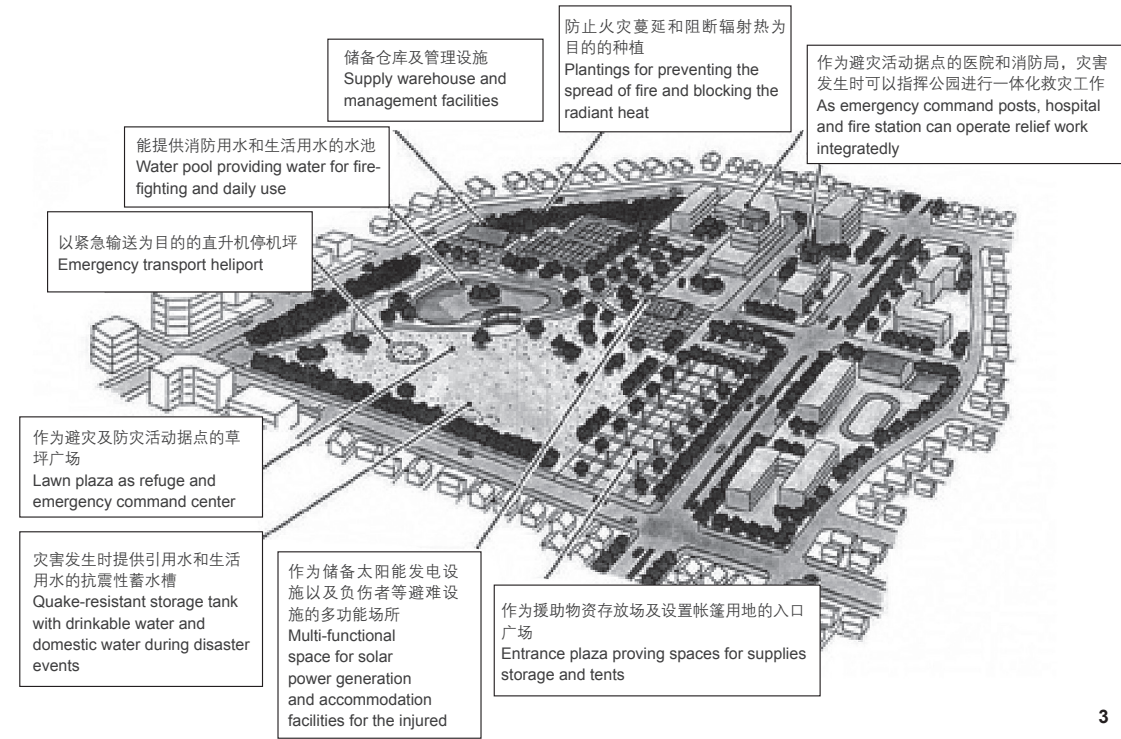 防止火灾蔓延和阻断辐射热为
目的的种植
Plantings for preventing the
spread of fire and blocking the
radiant heat
储备仓库及管理设施
Supply warehouse and
management facilities
作为避灾活动据点的医院和消防局，灾害
发生时可以指挥公园进行一体化救灾工作
As emergency command posts, hospital
and fire station can operate relief work
integratedly
能提供消防用水和生活用水的水池
Water pool providing water for fire-
fighting and daily use
以紧急输送为目的的直升机停机坪
Emergency transport heliport
作为避灾及防灾活动据点的草
坪广场
Lawn plaza as refuge and
emergency command center
灾害发生时提供引用水和生活
用水的抗震性蓄水槽
Quake-resistant storage tank
with drinkable water and
domestic water during disaster
events
作为储备太阳能发电设
施以及负伤者等避难设
施的多功能场所
Multi-functional
space for solar
power generation
and accommodation
facilities for the injured
作为援助物资存放场及设置帐篷用地的入口
广场
Entrance plaza proving spaces for supplies
storage and tents
3